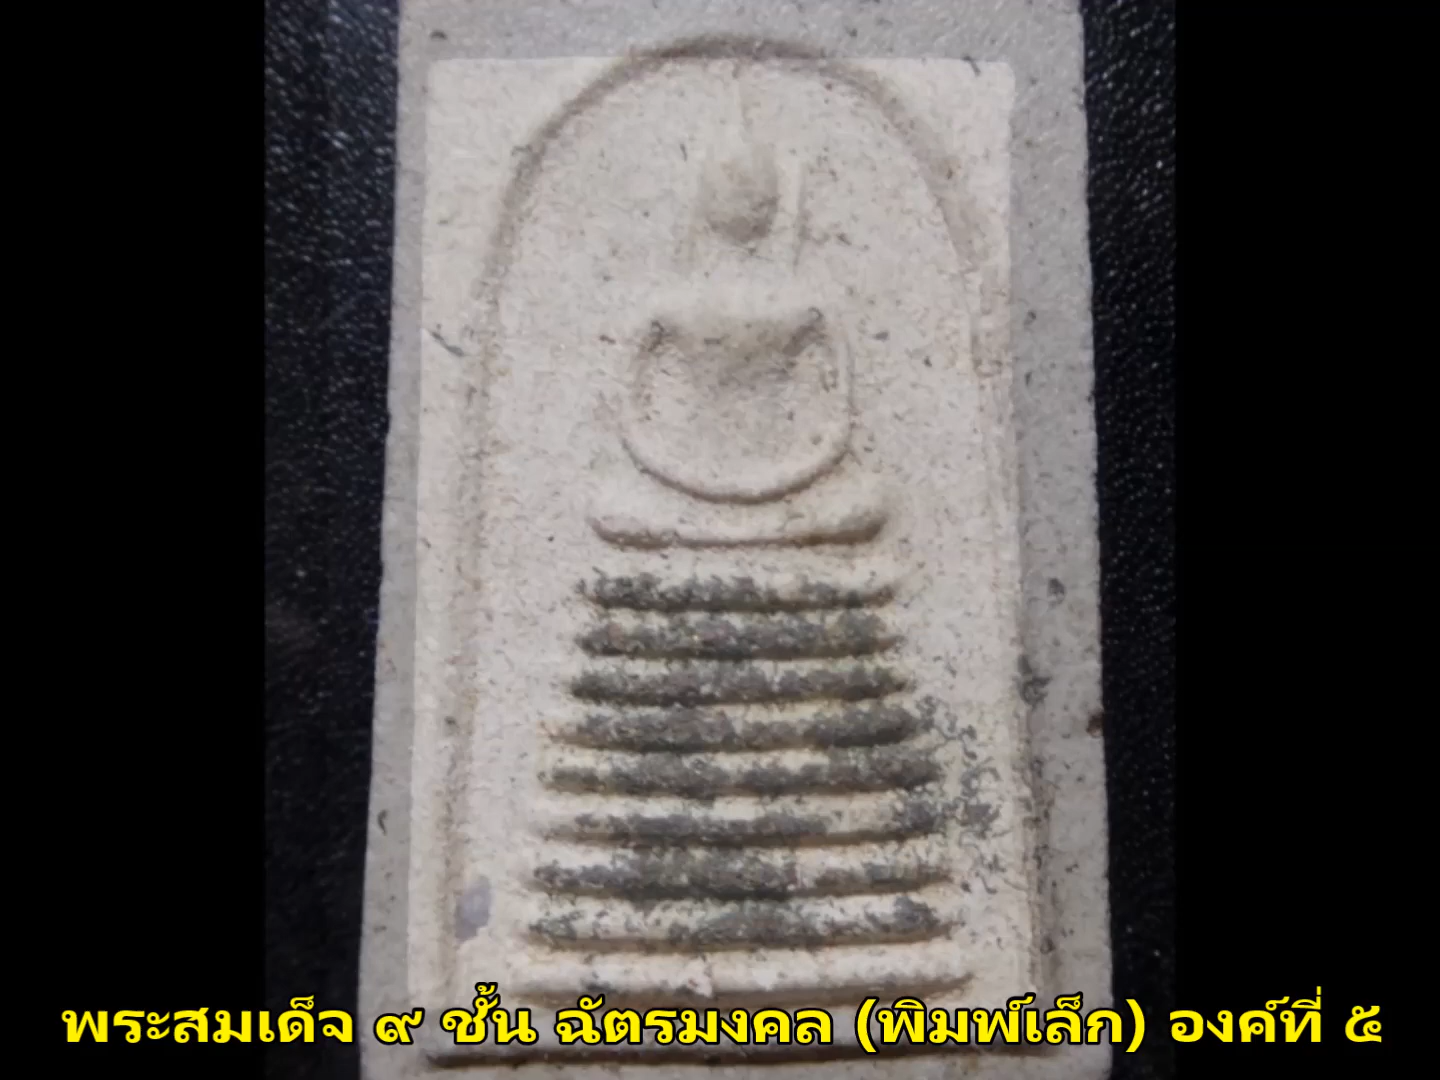 พระสมเด็จ ๙ ชั้น ฉัตรมงคล (พิมพ์เล็ก) องค์ที่ ๕